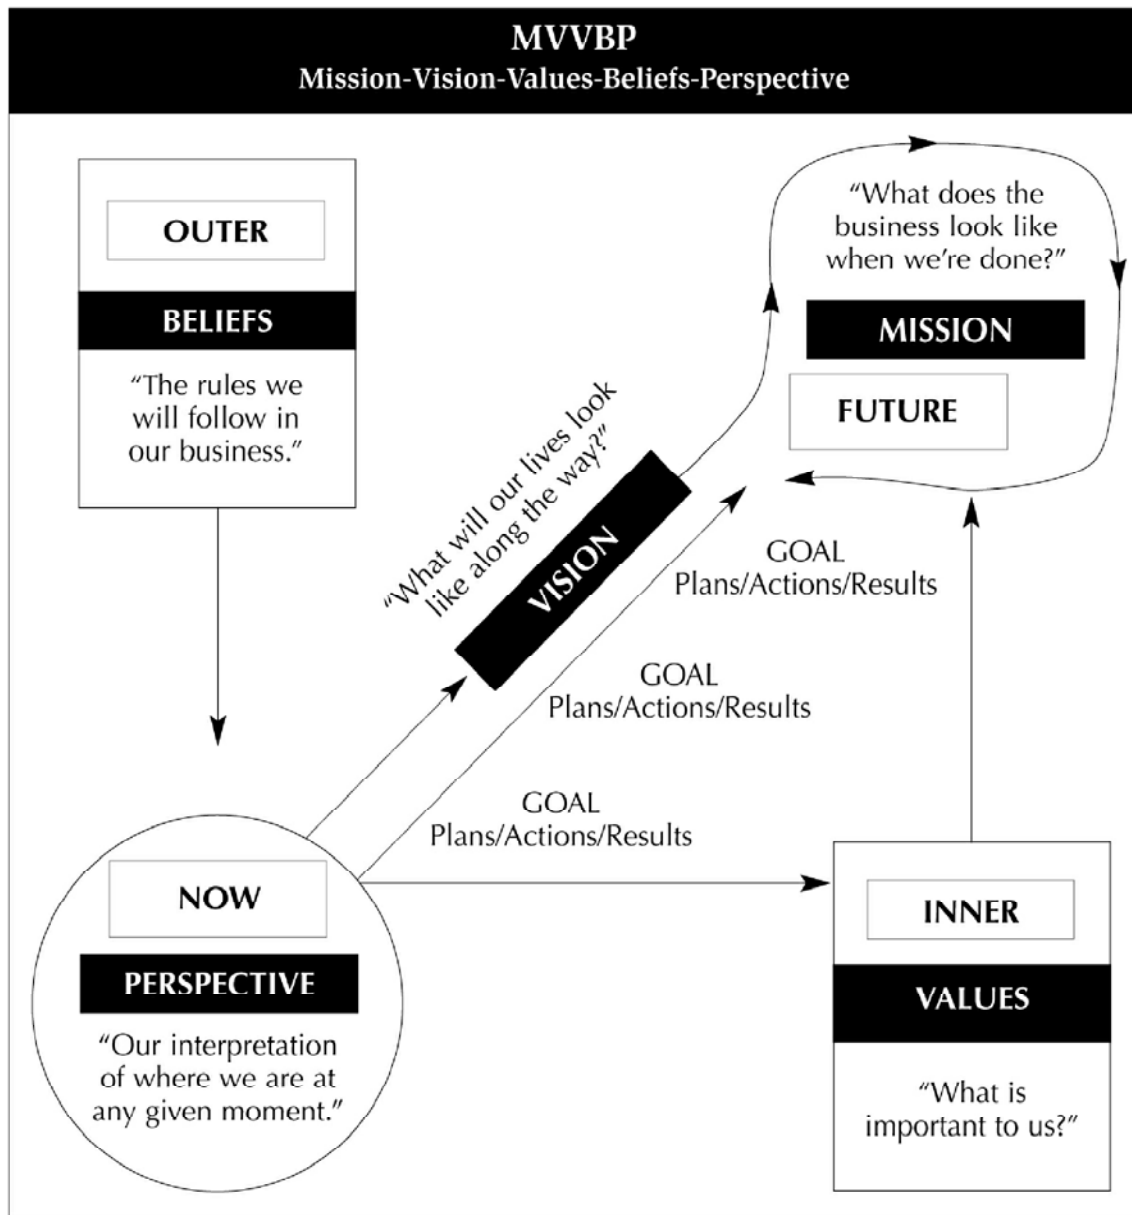 MVVBP
Mission-Vision-Values-Beliefs-Perspective
OUTER
BELIEFS
“The rules we
will follow in
our business.”
“What does the
business look like
when we’re done?”
MISSION
FUTURE
“What will our lives look
like along the way?”
VISION
GOAL
Plans/Actions/Results
GOAL
Plans/Actions/Results
GOAL
Plans/Actions/Results
NOW
PERSPECTIVE
“Our interpretation
of where we are at
any given moment.”
INNER
VALUES
“What is
important to us?”